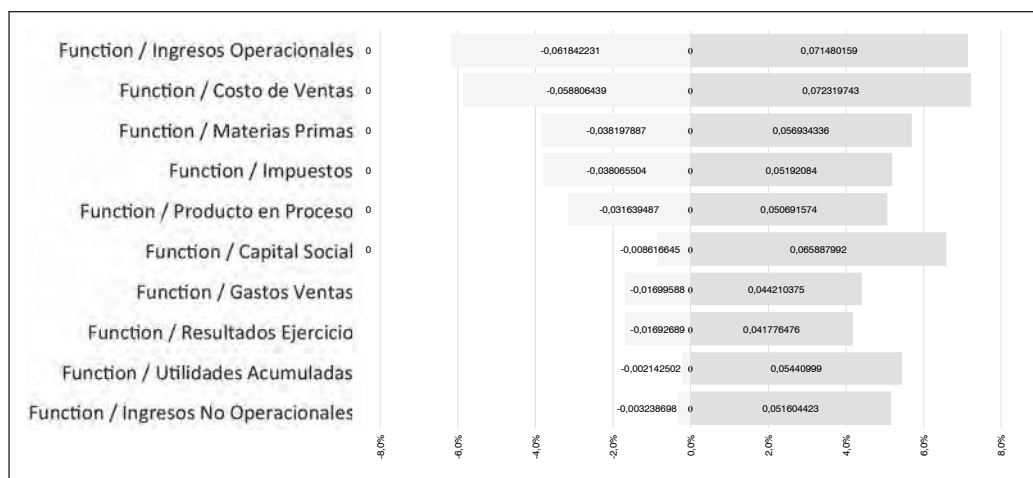 Function / Ingresos Operacionales 0 -0,061842231 0 0,071480159
Function / Costo de Ventas 0 -0,058806439 0 0,072319743
Function / Materias Primas 0 -0,038197887 0 0,056934336
Function / Impuestos 0 -0,038065504 0 0,05192084
Function / Producto en Proceso 0 -0,031639487 0 0,050691574
Function / Capital Social 0 -0,008616645 0 0,065887992
Function / Gastos Ventas -0,01699588 0 0,044210375
Function / Resultados Ejercicio -0,01692689 0 0,041776476
Function / Utilidades Acumuladas -0,002142502 0 0,05440999
Function / Ingresos No Operacionales -0,003238698 0 0,051604423
-8,0% -6,0% -4,0% -2,0% 0,0% 2,0% 4,0% 6,0% 8,0%